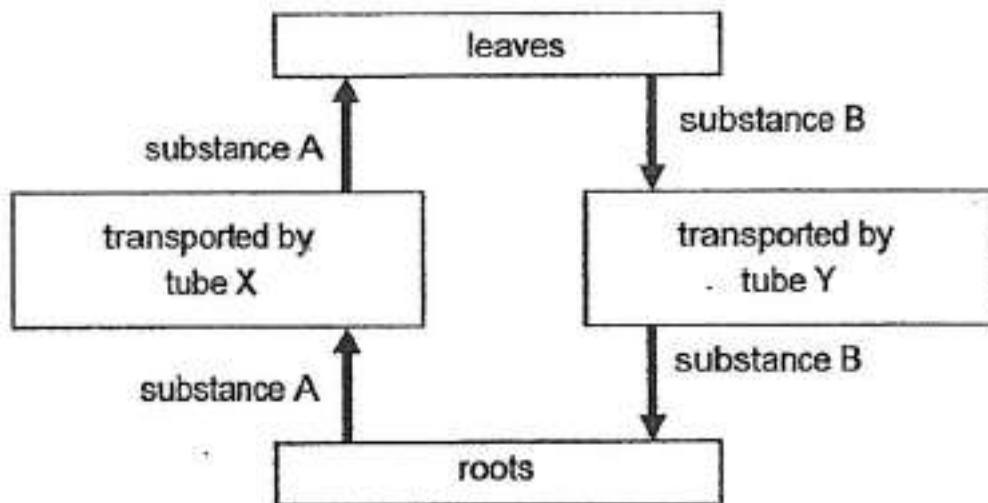 leaves
substance A
substance B
transported by
tube X
transported by
tube Y
substance A
substance B
roots